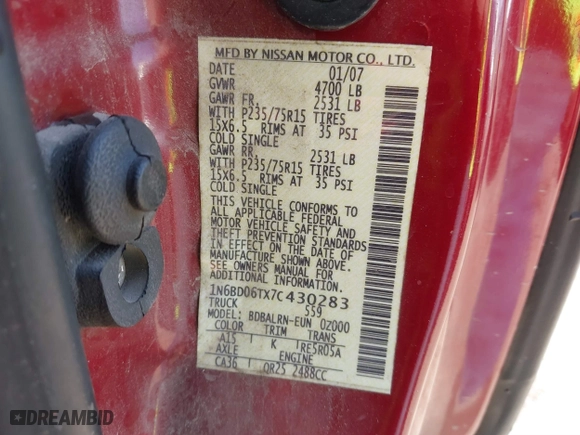 MFD BY NISSAN MOTOR CO., LTD.
DATE 01/07
GVWR 4700 LB
GAWR FR. 2531 LB
WITH P235/75R15 TIRES
15X6.5 RIMS AT 35 PSI
COLD SINGLE
GAWR RR. 2531 LB
WITH P235/75R15 TIRES
15X6.5 RIMS AT 35 PSI
COLD SINGLE
THIS VEHICLE CONFORMS TO
ALL APPLICABLE FEDERAL
MOTOR VEHICLE SAFETY AND
THEFT PREVENTION STANDARDS
IN EFFECT ON THE DATE OF
MANUFACTURE SHOWN ABOVE.
SEE OWNERS MANUAL FOR
ADDITIONAL INFORMATION.
1N6BD06TX7C430283
TRUCK S59
MODEL: BDBALRN-EUN 0Z000
COLOR TRIM TRANS
A15 K RE5R05A
AXLE ENGINE
CA36 QR25 2488CC
DREAMBID